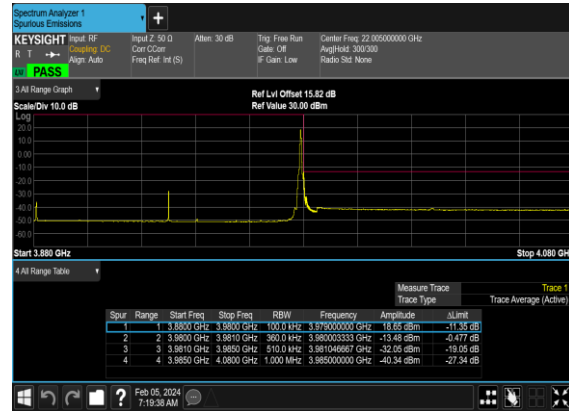 Spectrum Analyzer 1
Spurious Emissions
+
KEYSIGHT Input: RF Input Z: 50 Ω Atten: 30 dB Trig: Free Run Center Freq: 22.005000000 GHz
R T Coupling: DC Corr CCorr Gate: Off Avg|Hold: 300/300
Align: Auto Freq Ref: Int (S) IF Gain: Low Radio Std: None
PASS
3 All Range Graph
Ref Lvl Offset 15.82 dB
Scale/Div 10.0 dB Ref Value 30.00 dBm
Log
20.0
10.0
0.00
-10.0
-20.0
-30.0
-40.0
-50.0
-60.0
Start 3.880 GHz Stop 4.080 GH
4 All Range Table
Measure Trace Trace 1
Trace Type Trace Average (Active)
Spur Range Start Freq Stop Freq RBW Frequency Amplitude ΔLimit
1 1 3.8800 GHz 3.9800 GHz 100.0 kHz 3.979000000 GHz 18.65 dBm -11.35 dB
2 2 3.9800 GHz 3.9810 GHz 360.0 kHz 3.980003333 GHz -13.48 dBm -0.477 dB
3 3 3.9810 GHz 3.9850 GHz 510.0 kHz 3.981046667 GHz -32.05 dBm -19.05 dB
4 4 3.9850 GHz 4.0800 GHz 1.000 MHz 3.985000000 GHz -40.34 dBm -27.34 dB
? Feb 05, 2024
7:19:38 AM